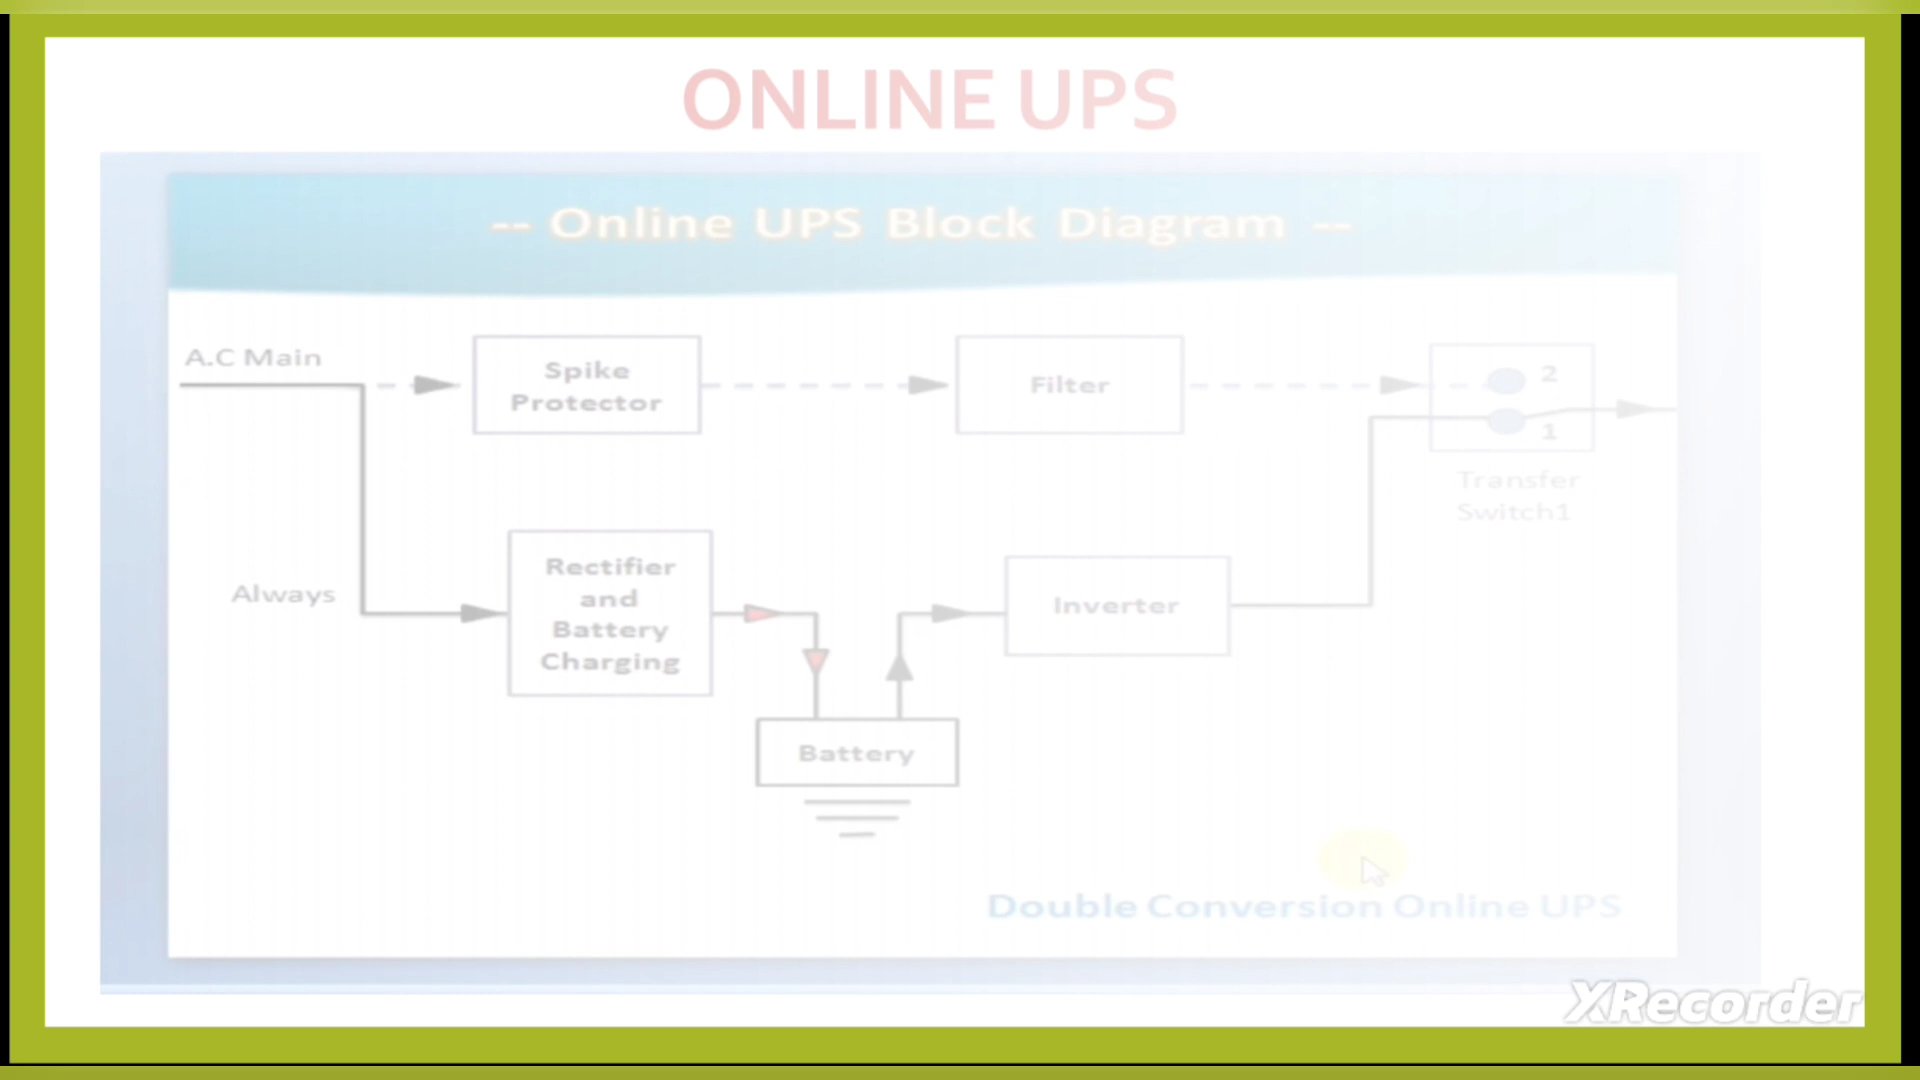 ONLINE UPS
-- Online UPS Block Diagram --
A.C Main
Spike
Protector
Filter
2
1
Transfer
Switch1
Always
Rectifier
and
Battery
Charging
Inverter
Battery
Double Conversion Online UPS
XRecorder